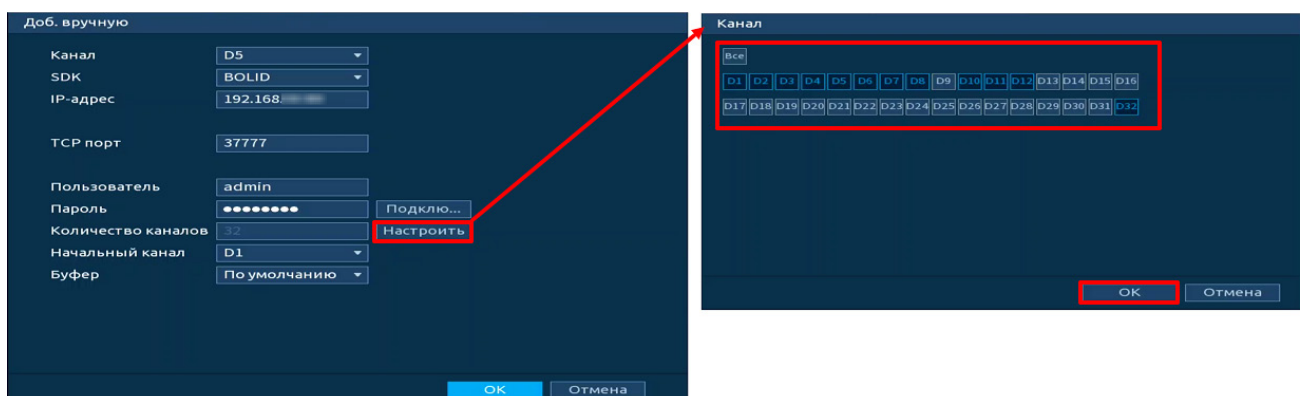 Доб. вручную
Канал D5
SDK BOLID
IP-адрес 192.168.
TCP порт 37777
Пользователь admin
Пароль Подклю...
Количество каналов 32 Настроить
Начальный канал D1
Буфер По умолчанию
OK Отмена
Канал
Все
D1 D2 D3 D4 D5 D6 D7 D8 D9 D10 D11 D12 D13 D14 D15 D16
D17 D18 D19 D20 D21 D22 D23 D24 D25 D26 D27 D28 D29 D30 D31 D32
OK Отмена